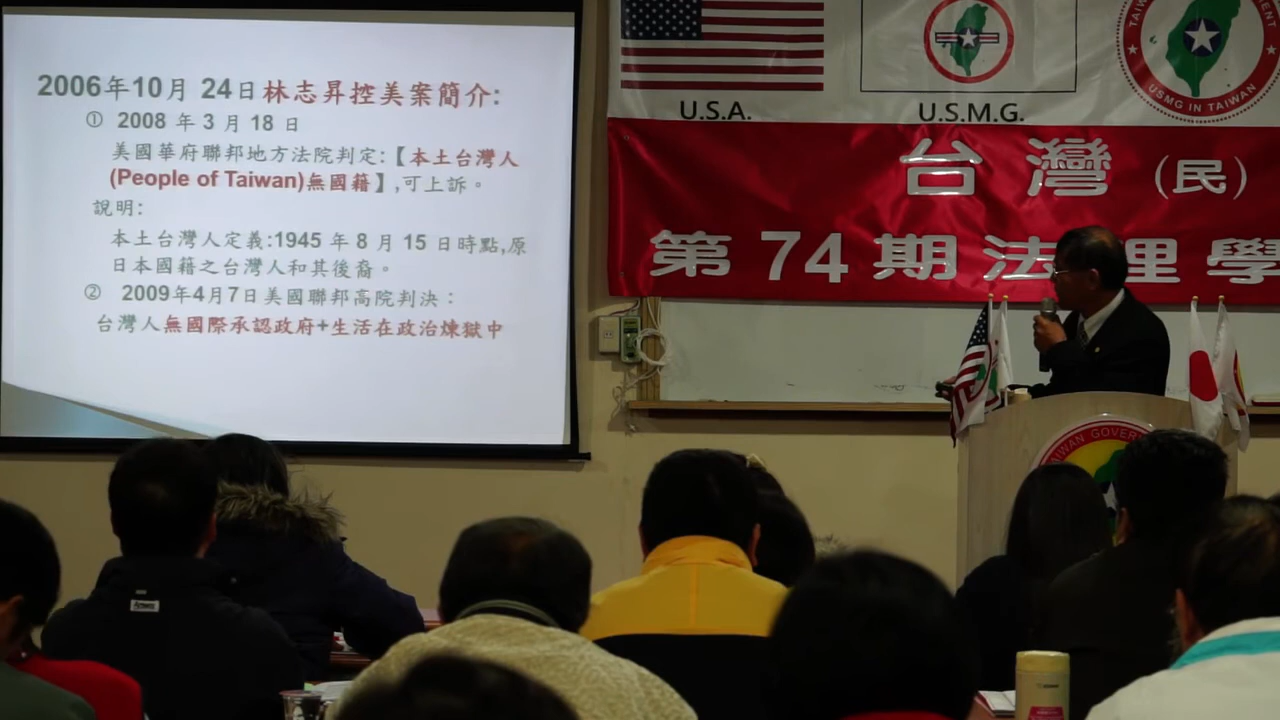 2006年10月 24日林志昇控美案簡介:
① 2008 年 3 月 18 日
美國華府聯邦地方法院判定:【本土台灣人
(People of Taiwan)無國籍】,可上訴。
說明:
本土台灣人定義:1945 年 8 月 15 日時點,原
日本國籍之台灣人和其後裔。
② 2009年4月7日美國聯邦高院判決：
台灣人無國際承認政府+生活在政治煉獄中
U.S.A.
U.S.M.G.
USMG IN TAIWAN
台灣(民)
第74期法理學
TAIWAN GOVERN